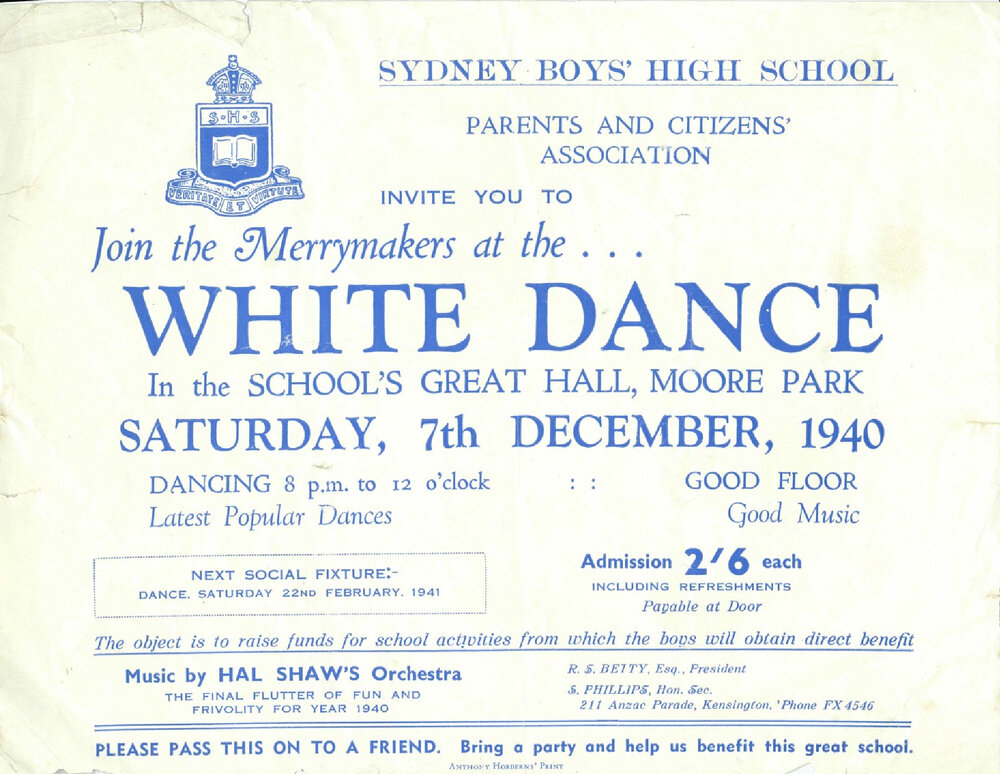 SYDNEY BOYS' HIGH SCHOOL
S·H·S
PARENTS AND CITIZENS'
ASSOCIATION
VERITATE ET VIRTUTE
INVITE YOU TO
Join the Merrymakers at the . . .
WHITE DANCE
In the SCHOOL'S GREAT HALL, MOORE PARK
SATURDAY, 7th DECEMBER, 1940
DANCING 8 p.m. to 12 o'clock : : GOOD FLOOR
Latest Popular Dances Good Music
Admission 2/6 each
INCLUDING REFRESHMENTS
Payable at Door
NEXT SOCIAL FIXTURE:-
DANCE. SATURDAY 22ND FEBRUARY. 1941
The object is to raise funds for school activities from which the boys will obtain direct benefit
Music by HAL SHAW'S Orchestra
THE FINAL FLUTTER OF FUN AND
FRIVOLITY FOR YEAR 1940
R. S. BETTY, Esq., President
S. PHILLIPS, Hon. Sec.
211 Anzac Parade, Kensington. 'Phone FX 4546
PLEASE PASS THIS ON TO A FRIEND. Bring a party and help us benefit this great school.
ANTHONY HORDERNS' PRINT